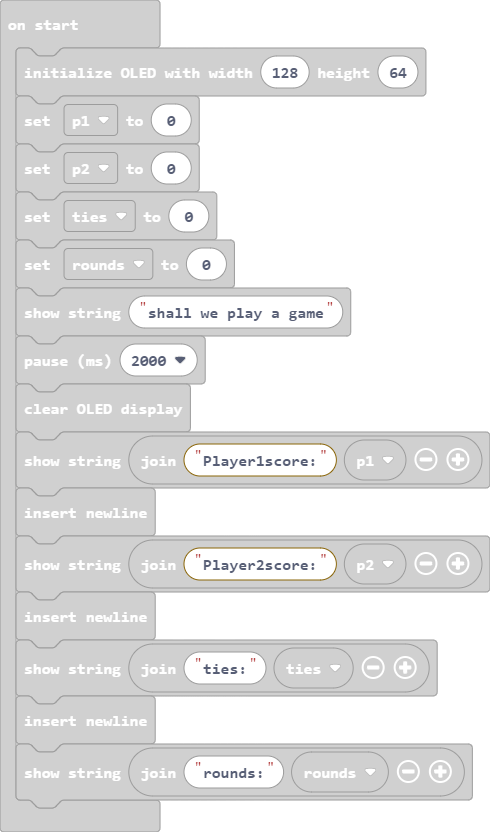 on start
initialize OLED with width 128 height 64
set p1 to 0
set p2 to 0
set ties to 0
set rounds to 0
show string "shall we play a game"
pause (ms) 2000
clear OLED display
show string join "Player1score:" p1
insert newline
show string join "Player2score:" p2
insert newline
show string join "ties:" ties
insert newline
show string join "rounds:" rounds